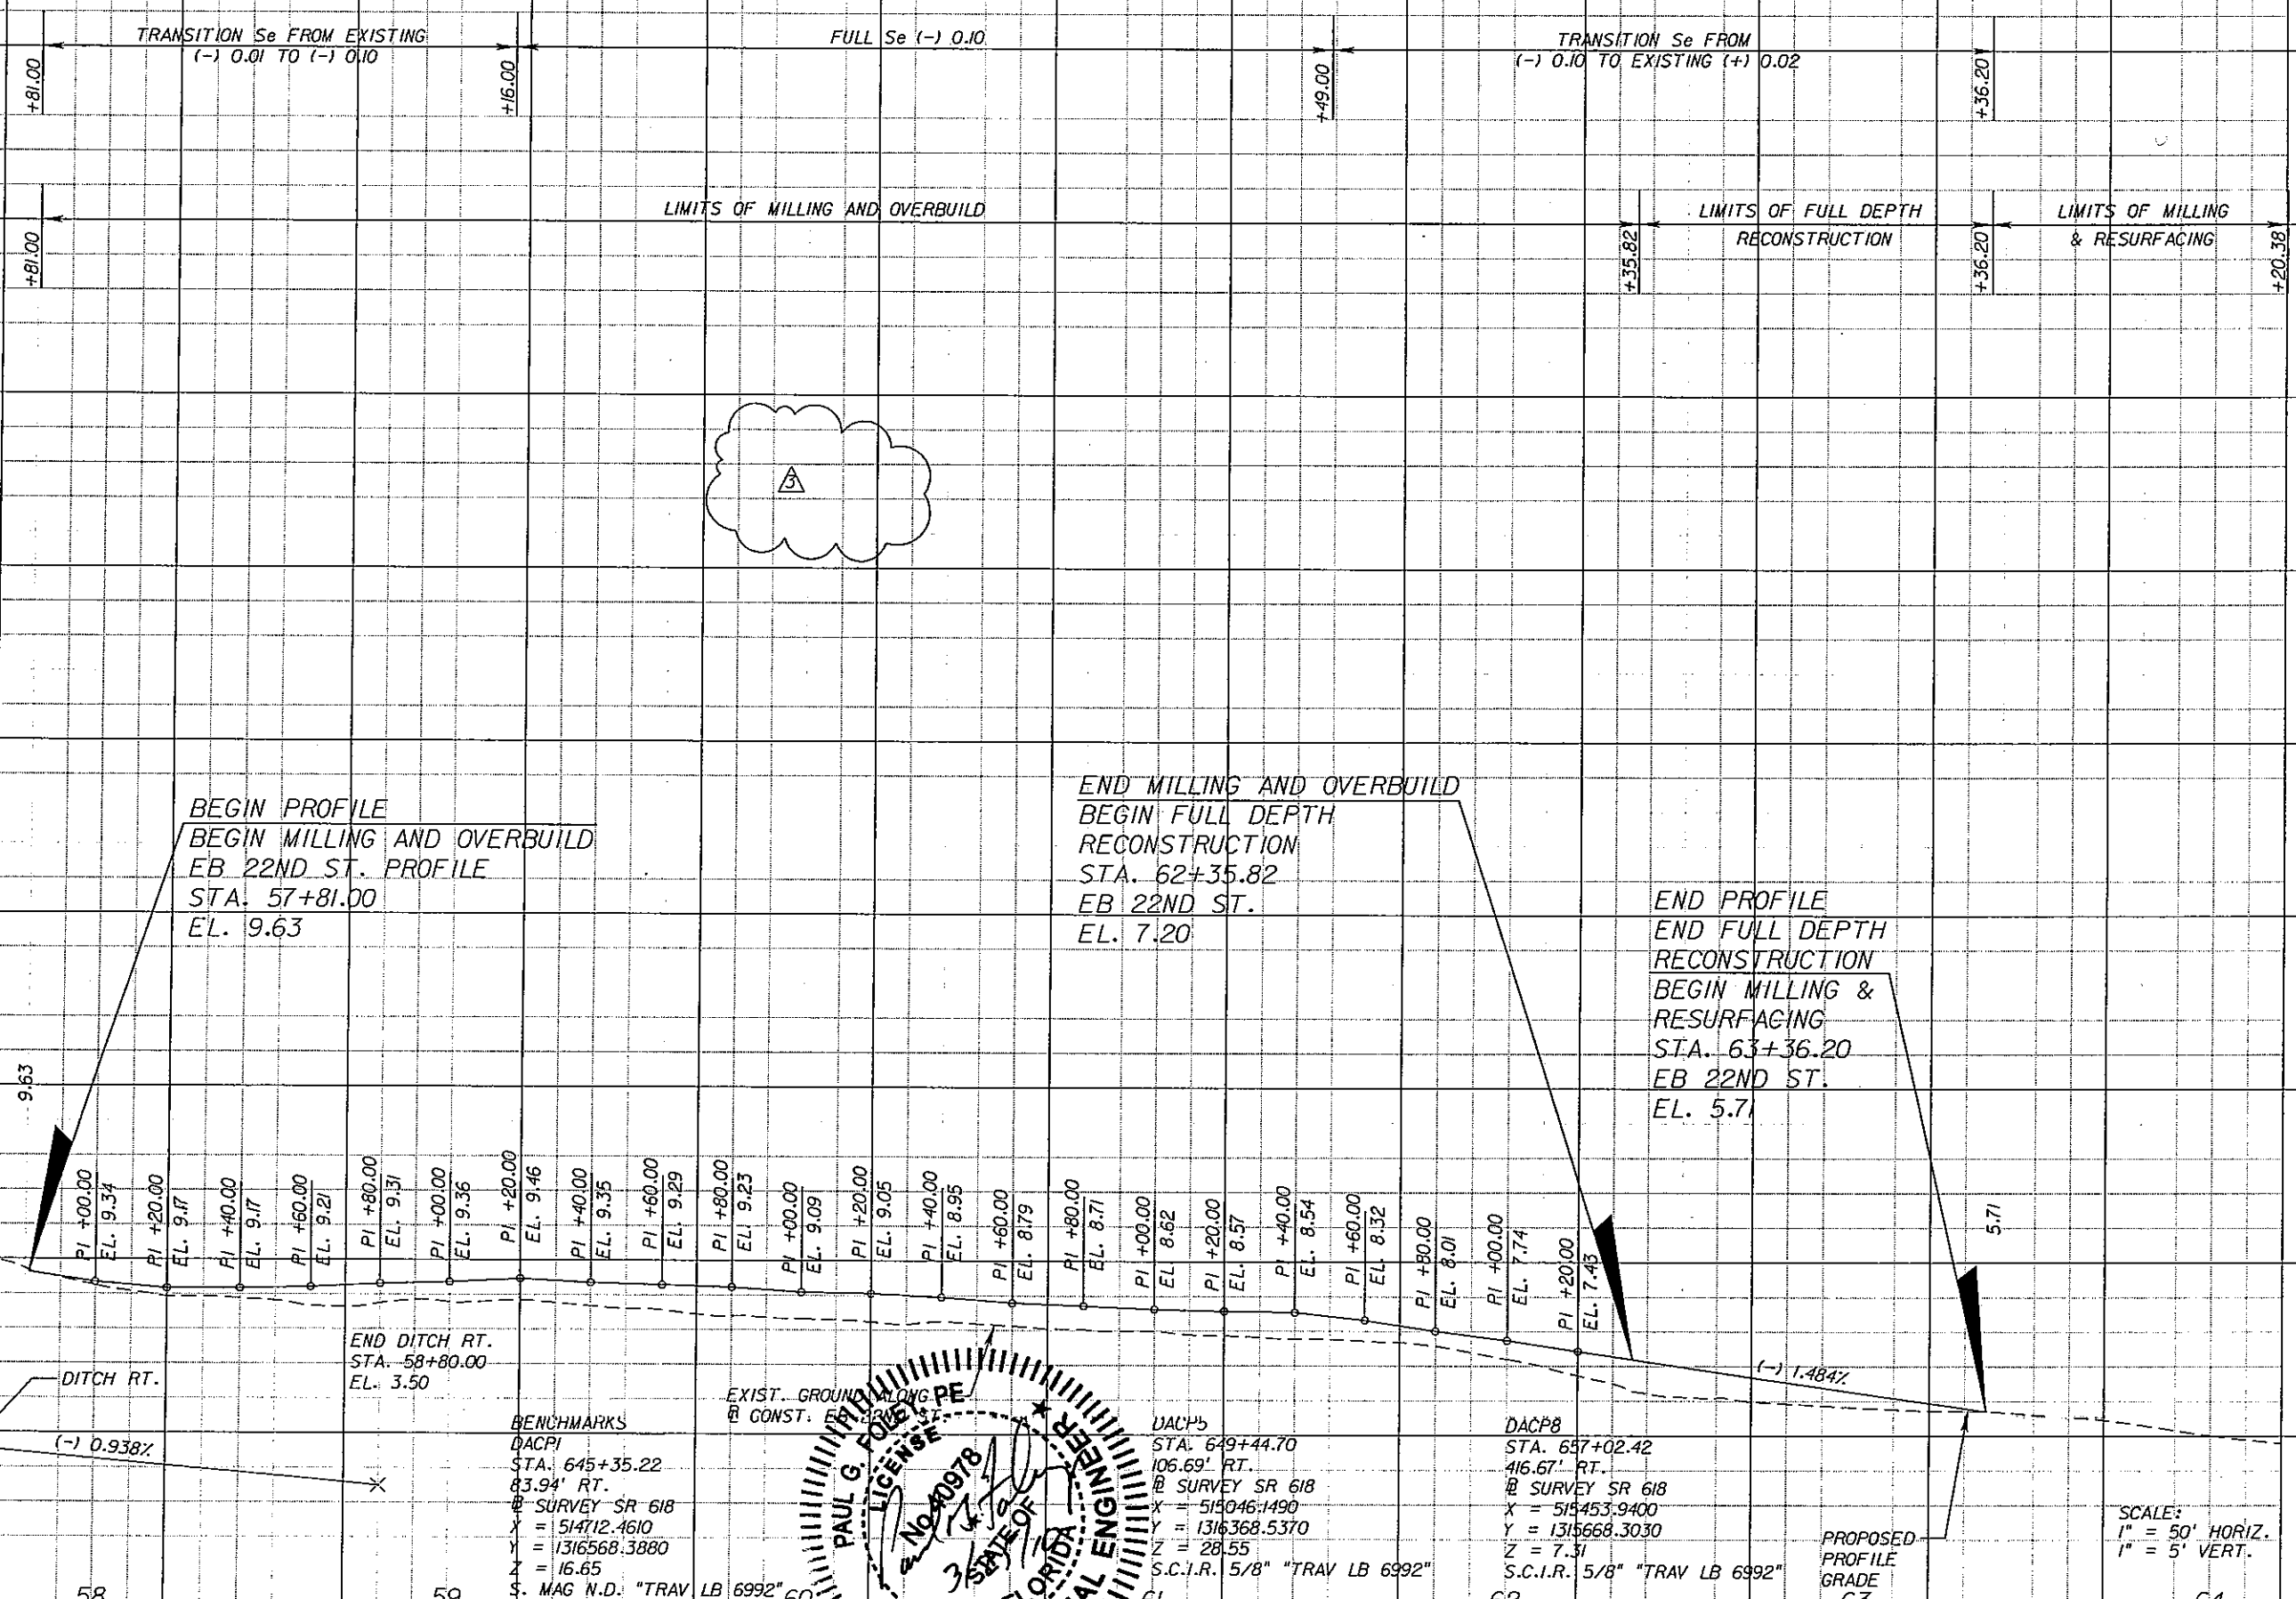 TRANSITION Se FROM EXISTING
(-) 0.01 TO (-) 0.10
FULL Se (-) 0.10
TRANSITION Se FROM
(-) 0.10 TO EXISTING (+) 0.02
+81.00
+16.00
+49.00
+36.20
LIMITS OF MILLING AND OVERBUILD
LIMITS OF FULL DEPTH
RECONSTRUCTION
LIMITS OF MILLING
& RESURFACING
+81.00
+35.82
+36.20
+20.38
3
BEGIN PROFILE
BEGIN MILLING AND OVERBUILD
EB 22ND ST. PROFILE
STA. 57+81.00
EL. 9.63
END MILLING AND OVERBUILD
BEGIN FULL DEPTH
RECONSTRUCTION
STA. 62+35.82
EB 22ND ST.
EL. 7.20
END PROFILE
END FULL DEPTH
RECONSTRUCTION
BEGIN MILLING &
RESURFACING
STA. 63+36.20
EB 22ND ST.
EL. 5.71
9.63
PI +00.00
EL. 9.34
PI +20.00
EL. 9.17
PI +40.00
EL. 9.17
PI +60.00
EL. 9.21
PI +80.00
EL. 9.31
PI +00.00
EL. 9.36
PI +20.00
EL. 9.46
PI +40.00
EL. 9.35
PI +60.00
EL. 9.29
PI +80.00
EL 9.23
PI +00.00
EL. 9.09
PI +20.00
EL. 9.05
PI +40.00
EL. 8.95
PI +60.00
EL. 8.79
PI +80.00
EL. 8.71
PI +00.00
EL 8.62
PI +20.00
EL. 8.57
PI +40.00
EL. 8.54
PI +60.00
EL. 8.32
PI +80.00
EL. 8.01
PI +00.00
EL. 7.74
PI +20.00
EL. 7.43
5.71
END DITCH RT.
STA. 58+80.00
EL. 3.50
DITCH RT.
(-) 0.938%
(-) 1.484%
EXIST. GROUND ALONG
CONST.
BENCHMARKS
DACP1
STA. 645+35.22
83.94' RT.
SURVEY SR 618
X = 514712.4610
Y = 1316568.3880
Z = 16.65
S. MAG N.D. "TRAV LB 6992"
PAUL G. FOLEY, PE
LICENSE
No 40978
STATE OF
FLORIDA
ENGINEER
DACP5
STA. 649+44.70
106.69' RT.
SURVEY SR 618
X = 515046.1490
Y = 1316368.5370
Z = 28.55
S.C.I.R. 5/8" "TRAV LB 6992"
DACP8
STA. 657+02.42
416.67' RT.
SURVEY SR 618
X = 515453.9400
Y = 1315668.3030
Z = 7.31
S.C.I.R. 5/8" "TRAV LB 6992"
PROPOSED
PROFILE
GRADE
SCALE:
1" = 50' HORIZ.
1" = 5' VERT.
58
59
60
61
62
63
64